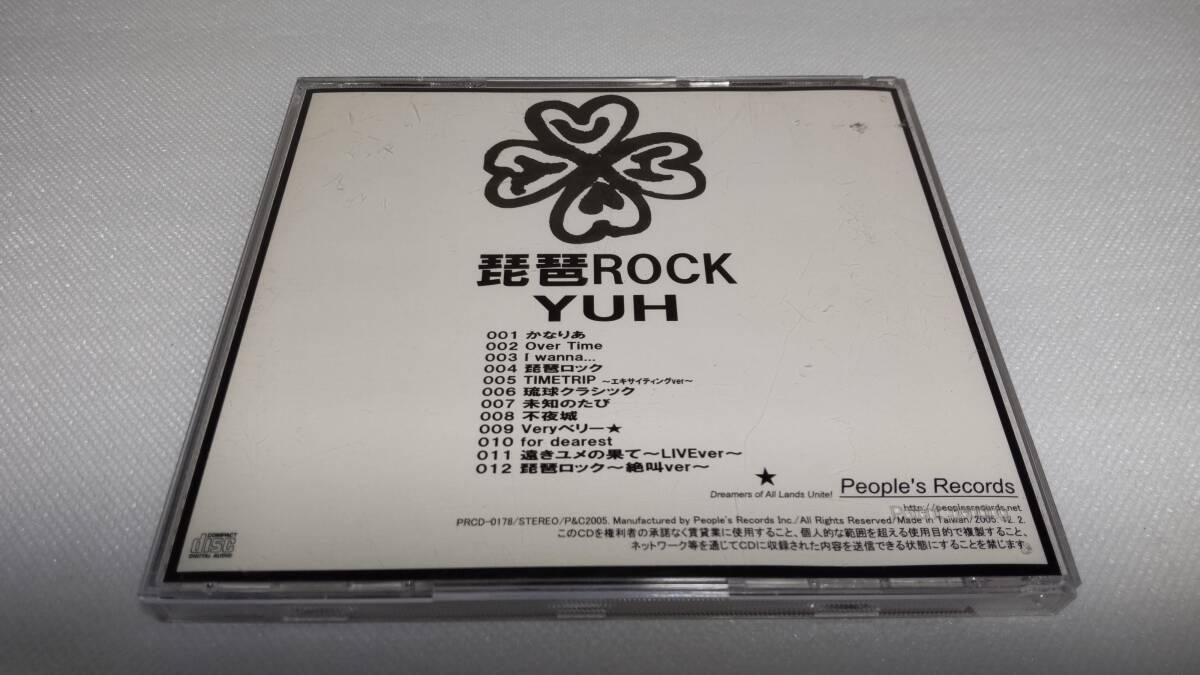 琵琶ROCK
YUH
001 かなりあ
002 Over Time
003 I wanna...
004 琵琶ロック
005 TIMETRIP ～エキサイティングver～
006 琉球クラシック
007 未知のたび
008 不夜城
009 Veryベリー★
010 for dearest
011 遠きユメの果て～LIVEver～
012 琵琶ロック～絶叫ver～
★
Dreamers of All Lands Unite! People's Records
http://peoplesrecords.net
PRCD-0178/STEREO/P&C2005. Manufactured by People's Records Inc./All Rights Reserved/Made in Taiwan/2005. 12. 2.
このCDを権利者の承諾なく賃貸業に使用すること、個人的な範囲を超える使用目的で複製すること、
ネットワーク等を通じてCDに収録された内容を送信できる状態にすることを禁じます。
COMPACT
disc
DIGITAL AUDIO